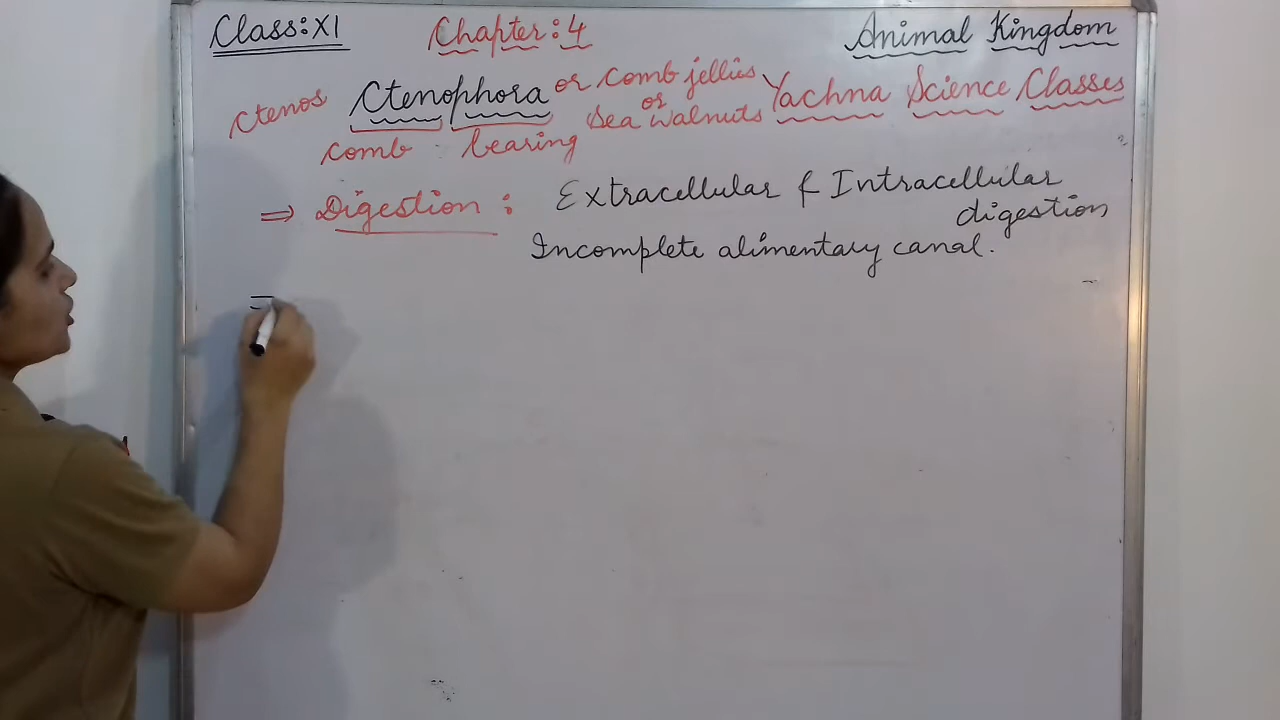 Class:XI Chapter:4 Animal Kingdom
Ctenos Ctenophora or Comb jellies
or
Sea Walnuts
Yachna Science Classes
comb bearing
⇒ Digestion : Extracellular & Intracellular
digestion
Incomplete alimentary canal.